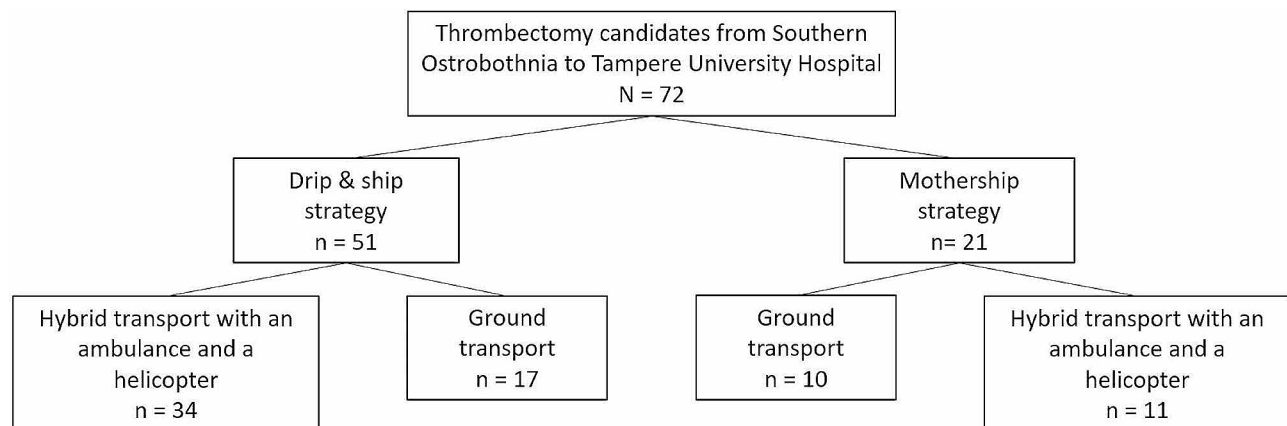 Thrombectomy candidates from Southern
Ostrobothnia to Tampere University Hospital
N = 72
Drip & ship
strategy
n = 51
Mothership
strategy
n= 21
Hybrid transport with an
ambulance and a
helicopter
n = 34
Ground
transport
n = 17
Ground
transport
n = 10
Hybrid transport with an
ambulance and a
helicopter
n = 11